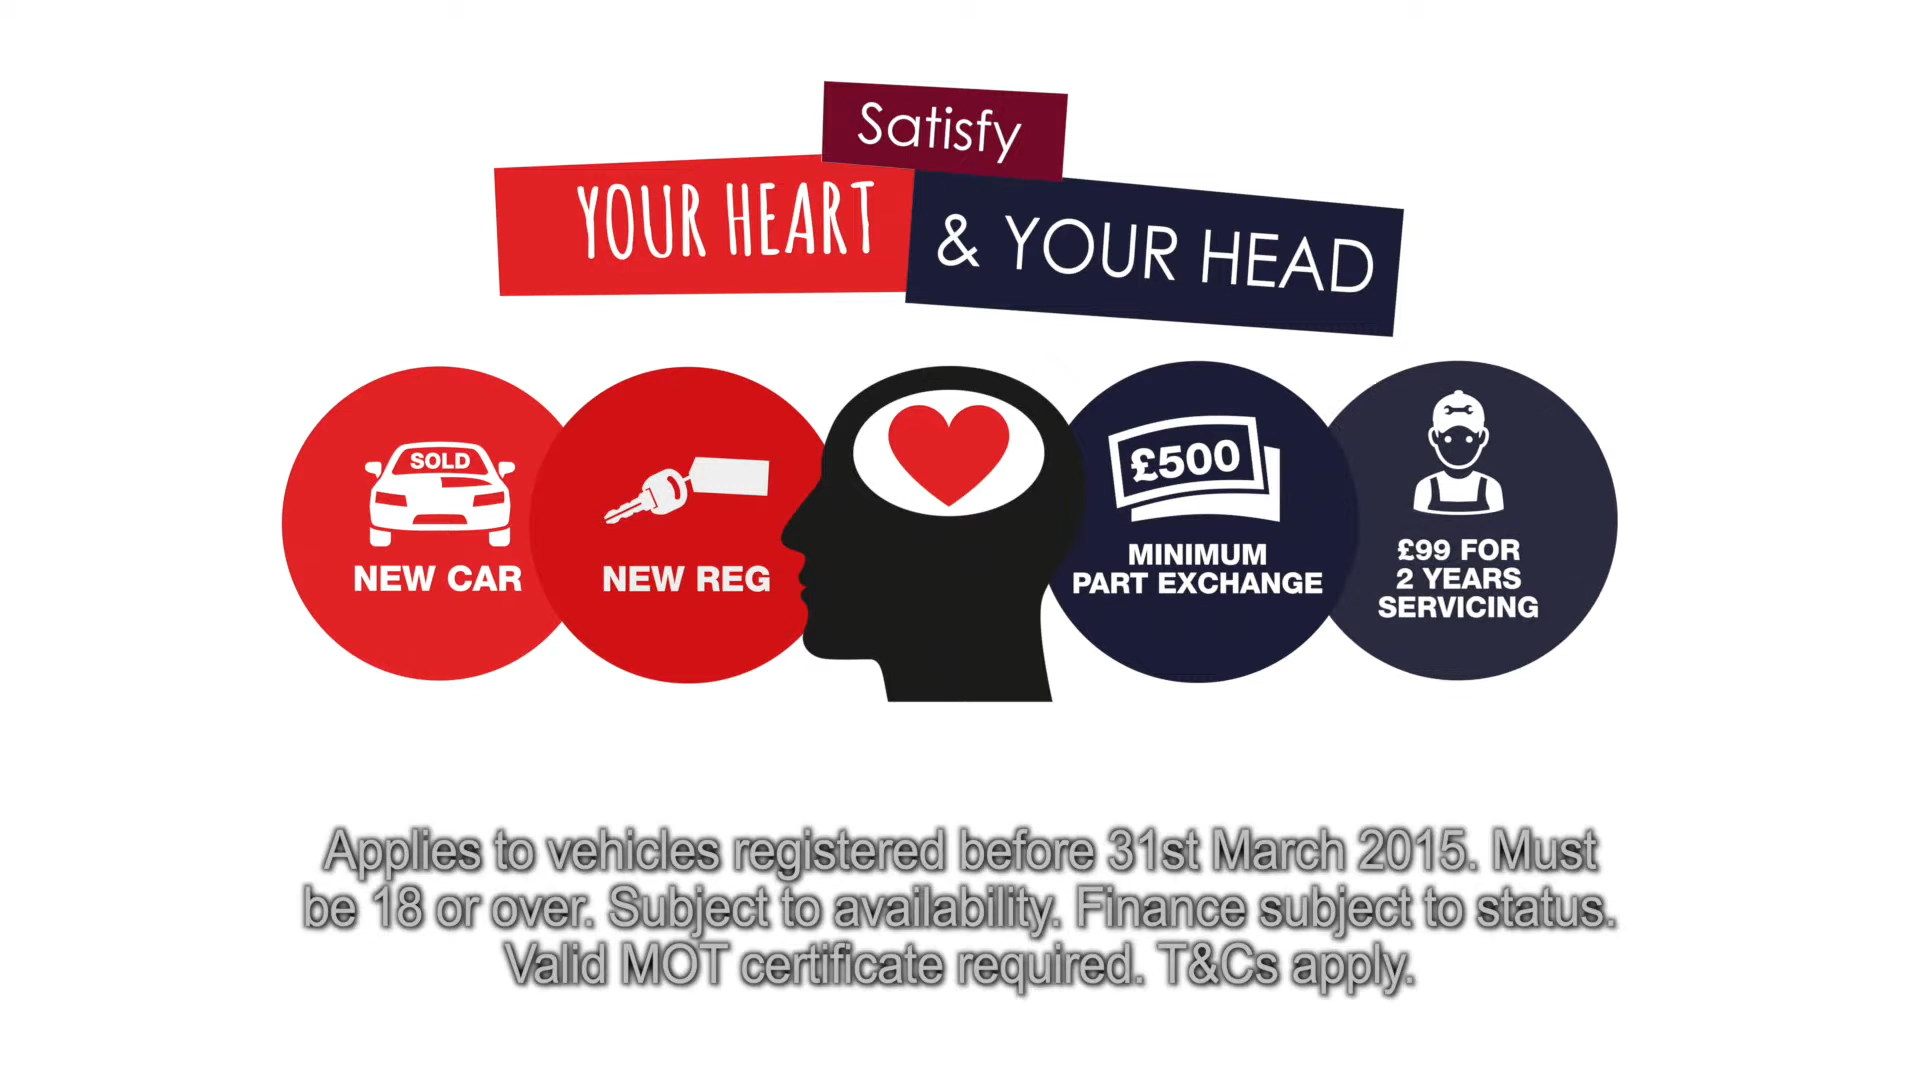 Satisfy
YOUR HEART
& YOUR HEAD
SOLD
NEW CAR
NEW REG
£500
MINIMUM
PART EXCHANGE
£99 FOR
2 YEARS
SERVICING
Applies to vehicles registered before 31st March 2015. Must
be 18 or over. Subject to availability. Finance subject to status.
Valid MOT certificate required. T&Cs apply.